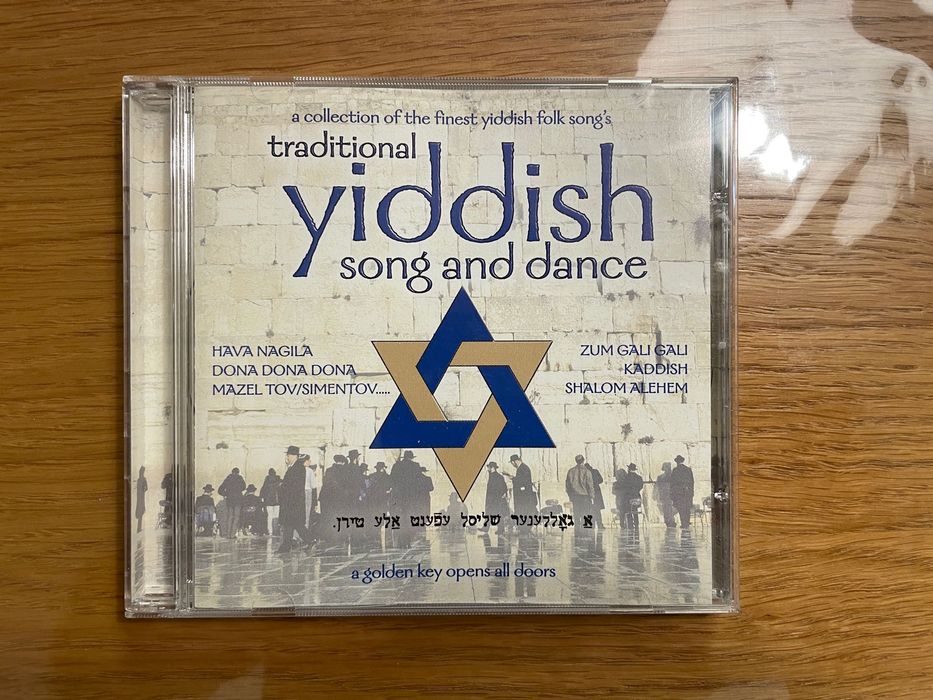 a collection of the finest yiddish folk song's
traditional
yiddish
song and dance
HAVA NAGILA
DONA DONA DONA
MAZEL TOV/SIMENTOV.....
ZUM GALI GALI
KADDISH
SHALOM ALEHEM
אַ גאָלדענער שליסל עפֿענט אַלע טירן.
a golden key opens all doors